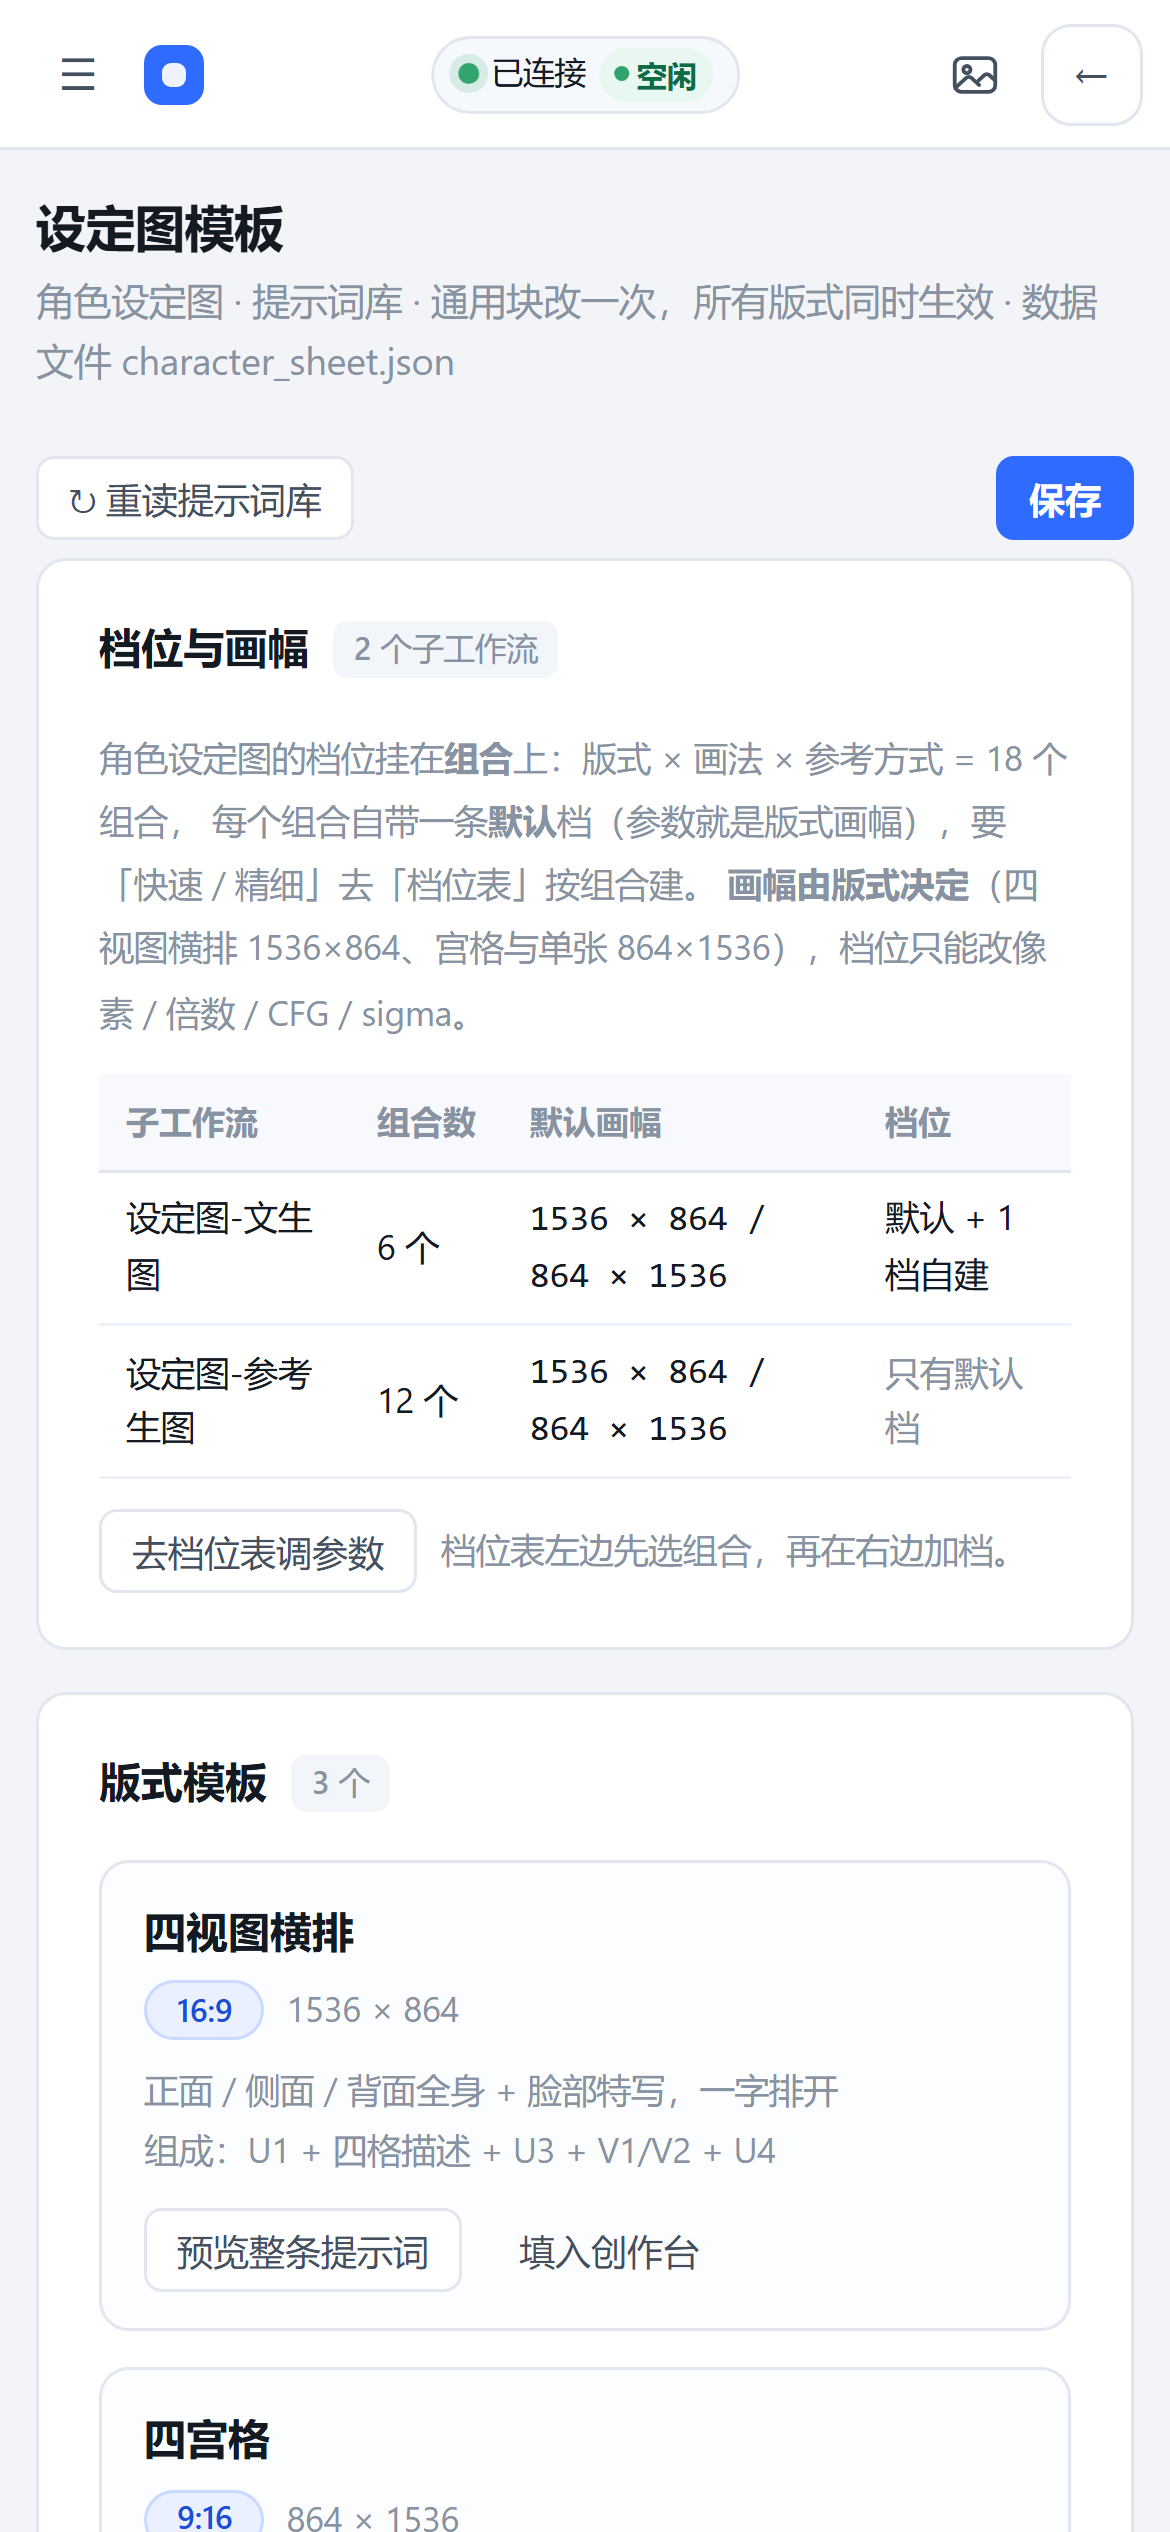 ☰ 已连接 空闲 ←
设定图模板
角色设定图 · 提示词库 · 通用块改一次，所有版式同时生效 · 数据
文件 character_sheet.json
↻ 重读提示词库 保存
档位与画幅 2 个子工作流
角色设定图的档位挂在组合上：版式 × 画法 × 参考方式 = 18 个
组合， 每个组合自带一条默认档（参数就是版式画幅），要
「快速 / 精细」去「档位表」按组合建。 画幅由版式决定（四
视图横排 1536×864、宫格与单张 864×1536），档位只能改像
素 / 倍数 / CFG / sigma。
子工作流 组合数 默认画幅 档位
设定图-文生图 6 个 1536 × 864 / 864 × 1536 默认 + 1 档自建
设定图-参考生图 12 个 1536 × 864 / 864 × 1536 只有默认档
去档位表调参数 档位表左边先选组合，再在右边加档。
版式模板 3 个
四视图横排
16:9 1536 × 864
正面 / 侧面 / 背面全身 + 脸部特写，一字排开
组成：U1 + 四格描述 + U3 + V1/V2 + U4
预览整条提示词 填入创作台
四宫格
9:16 864 × 1536